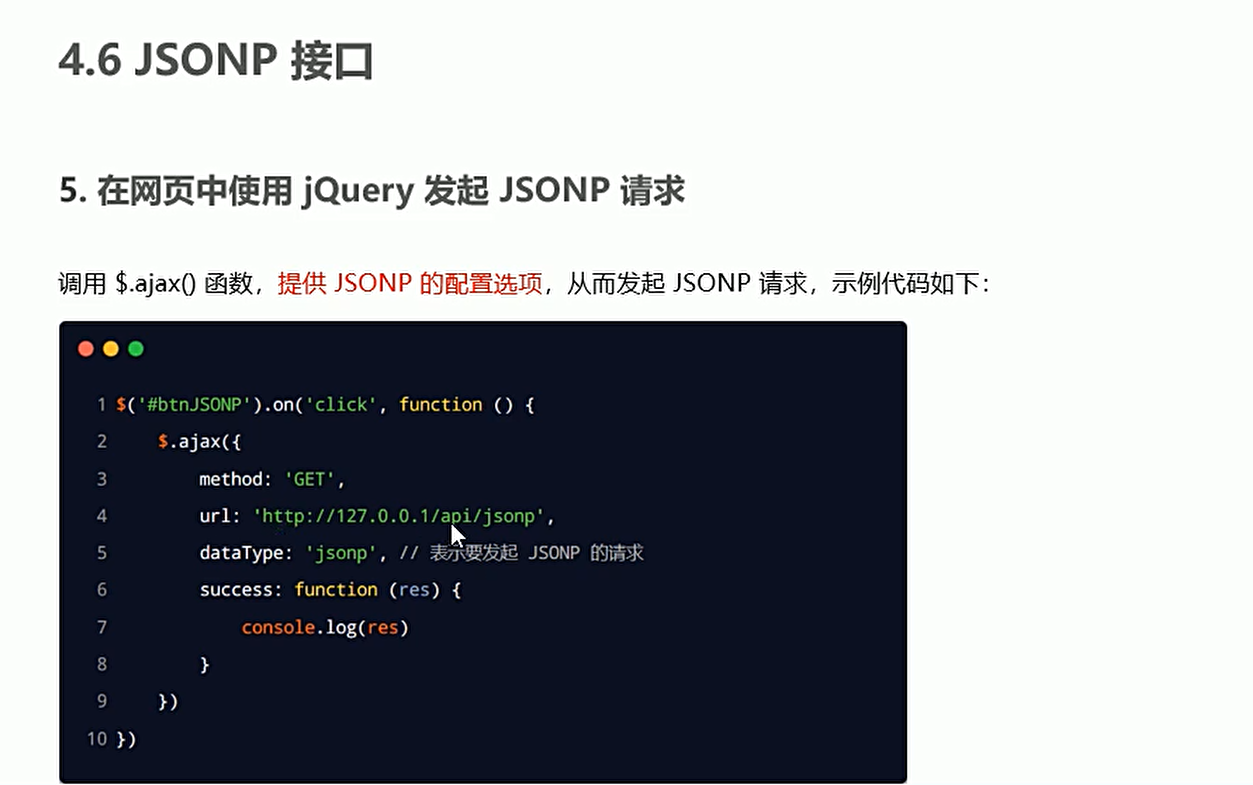 4.6 JSONP 接口
5. 在网页中使用 jQuery 发起 JSONP 请求
调用 $.ajax() 函数，提供 JSONP 的配置选项，从而发起 JSONP 请求，示例代码如下：
1 $('#btnJSONP').on('click', function () {
2     $.ajax({
3         method: 'GET',
4         url: 'http://127.0.0.1/api/jsonp',
5         dataType: 'jsonp', // 表示要发起 JSONP 的请求
6         success: function (res) {
7             console.log(res)
8         }
9     })
10 })